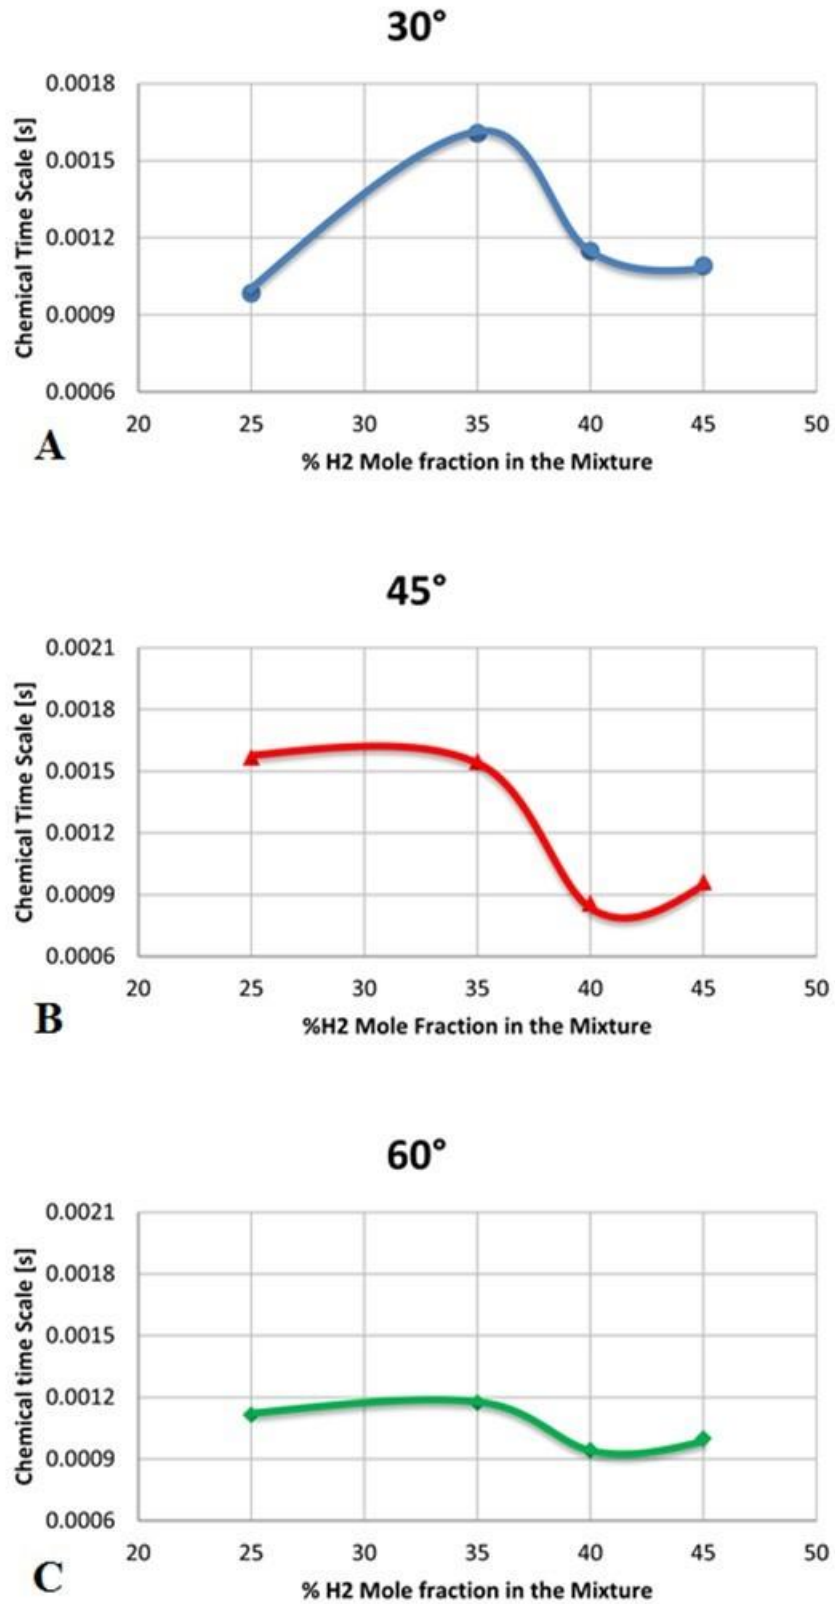 30°
Chemical Time Scale [s]
0.0018
0.0015
0.0012
0.0009
0.0006
20 25 30 35 40 45 50
% H2 Mole fraction in the Mixture
A
45°
Chemical Time Scale [s]
0.0021
0.0018
0.0015
0.0012
0.0009
0.0006
20 25 30 35 40 45 50
%H2 Mole Fraction in the Mixture
B
60°
Chemical time Scale [s]
0.0021
0.0018
0.0015
0.0012
0.0009
0.0006
20 25 30 35 40 45 50
% H2 Mole fraction in the Mixture
C